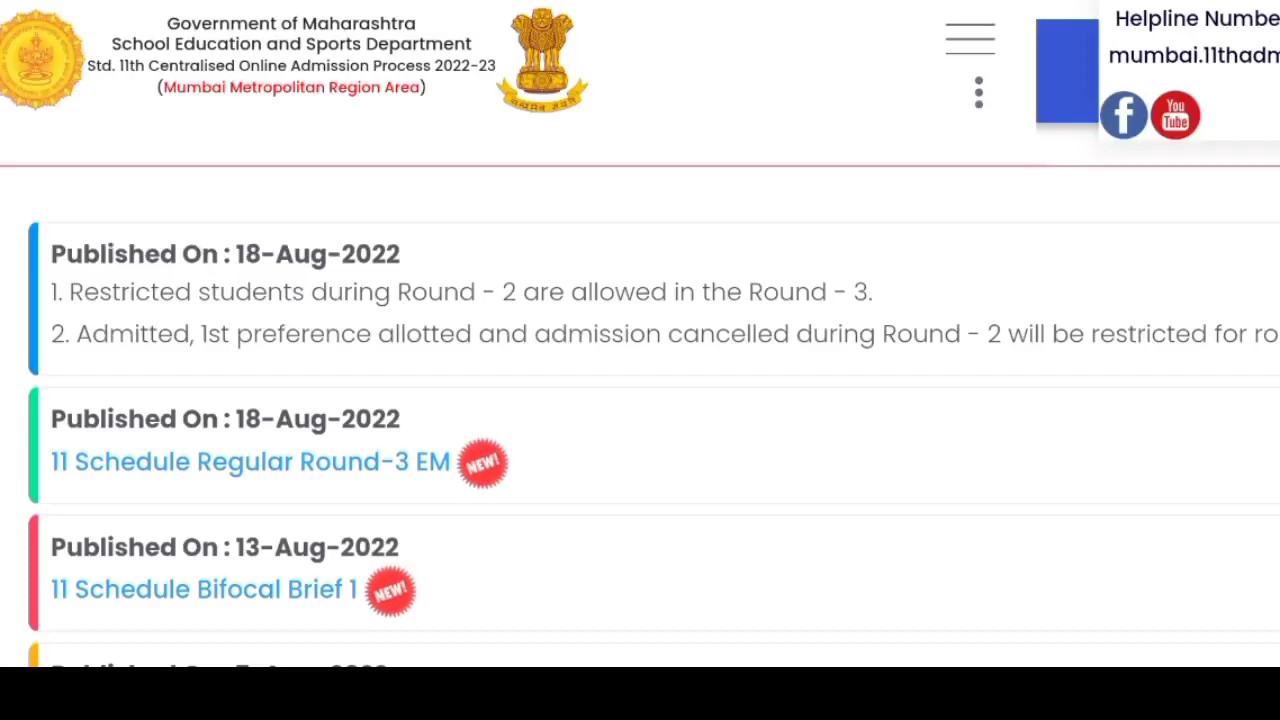 Government of Maharashtra
School Education and Sports Department
Std. 11th Centralised Online Admission Process 2022-23
(Mumbai Metropolitan Region Area)
Helpline Numbe
mumbai.11thadm
You
Tube
Published On : 18-Aug-2022
1. Restricted students during Round - 2 are allowed in the Round - 3.
2. Admitted, 1st preference allotted and admission cancelled during Round - 2 will be restricted for ro
Published On : 18-Aug-2022
11 Schedule Regular Round-3 EM NEW!
Published On : 13-Aug-2022
11 Schedule Bifocal Brief 1 NEW!